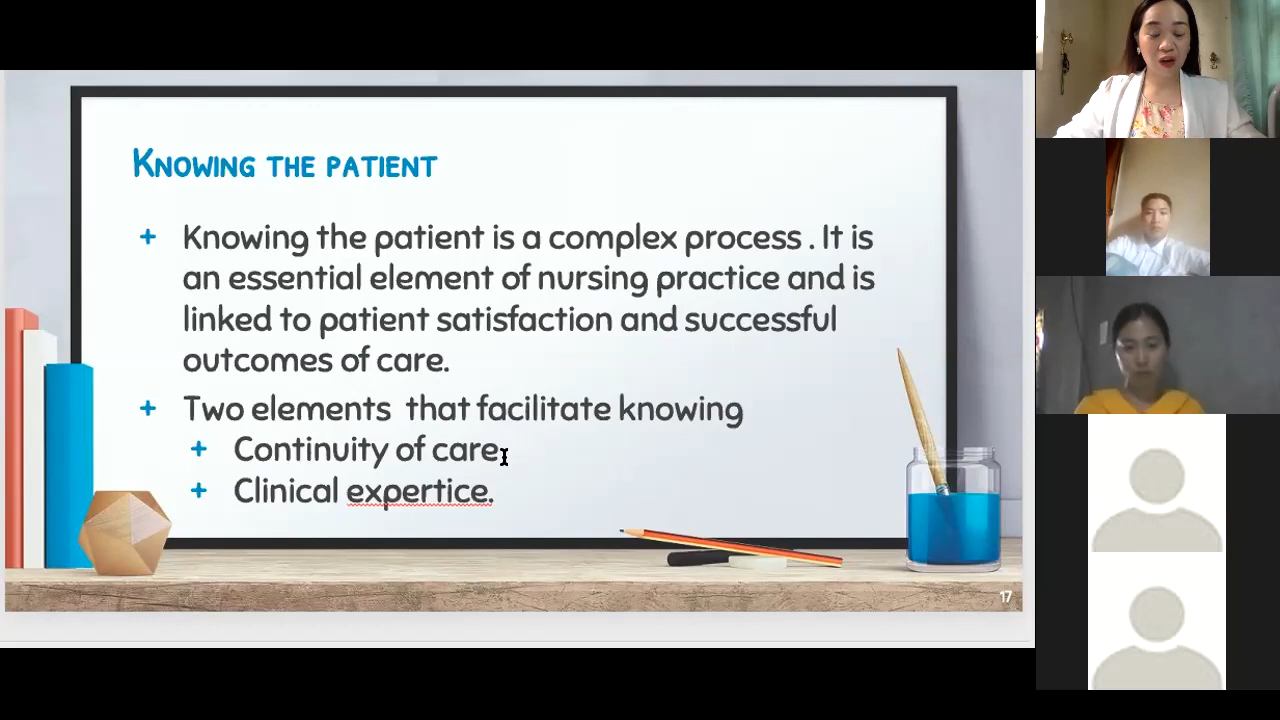 KNOWING THE PATIENT
Knowing the patient is a complex process . It is
an essential element of nursing practice and is
linked to patient satisfaction and successful
outcomes of care.
Two elements that facilitate knowing
Continuity of care
Clinical expertice.
17